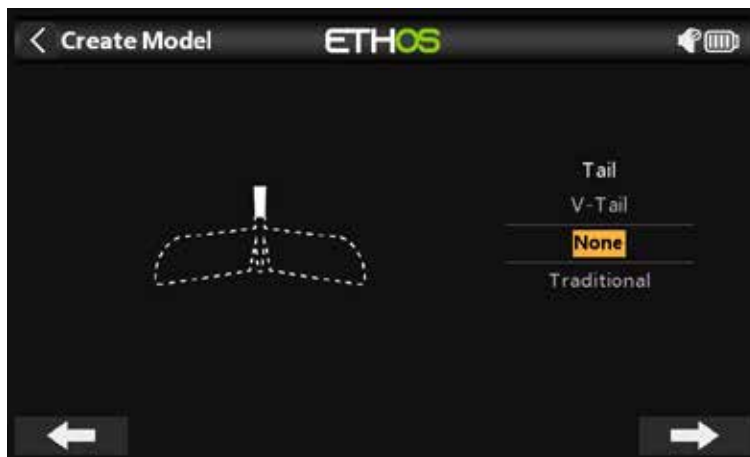 Create Model
ETHOS
Tail
V-Tail
None
Traditional